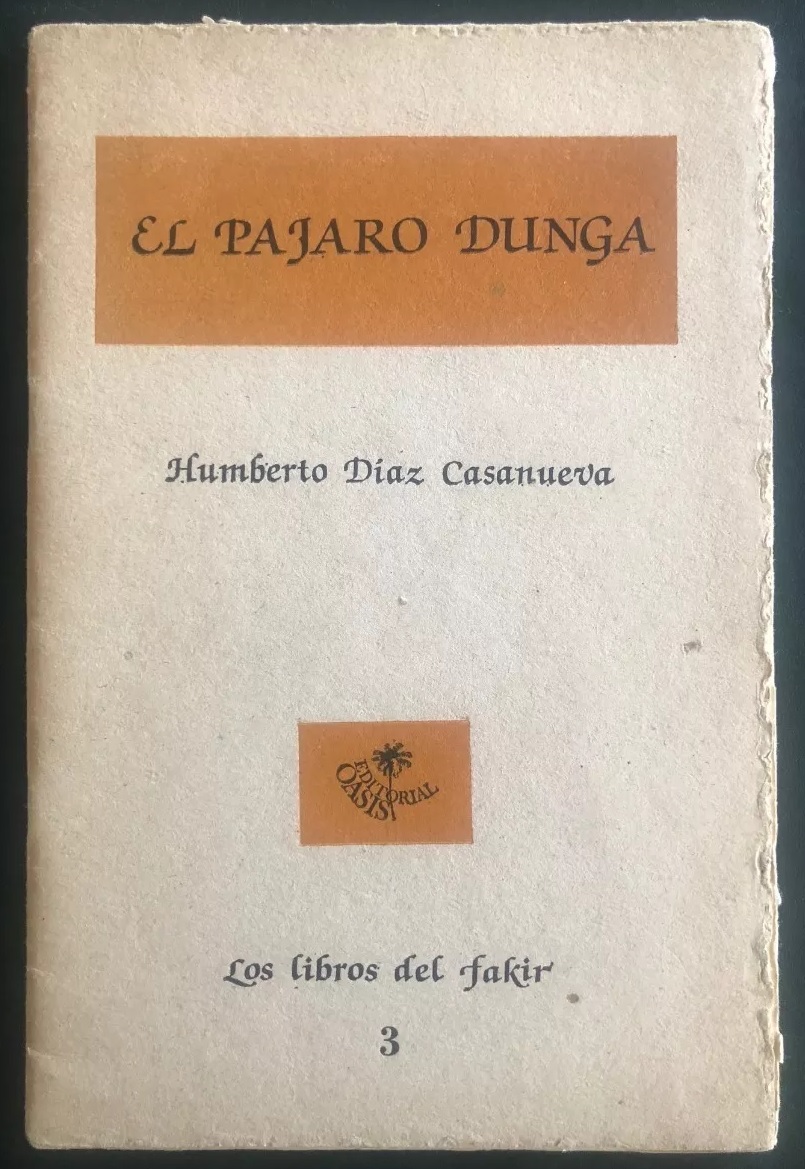 EL PAJARO DUNGA
Humberto Díaz Casanueva
EDITORIAL
OASIS
Los libros del fakir
3